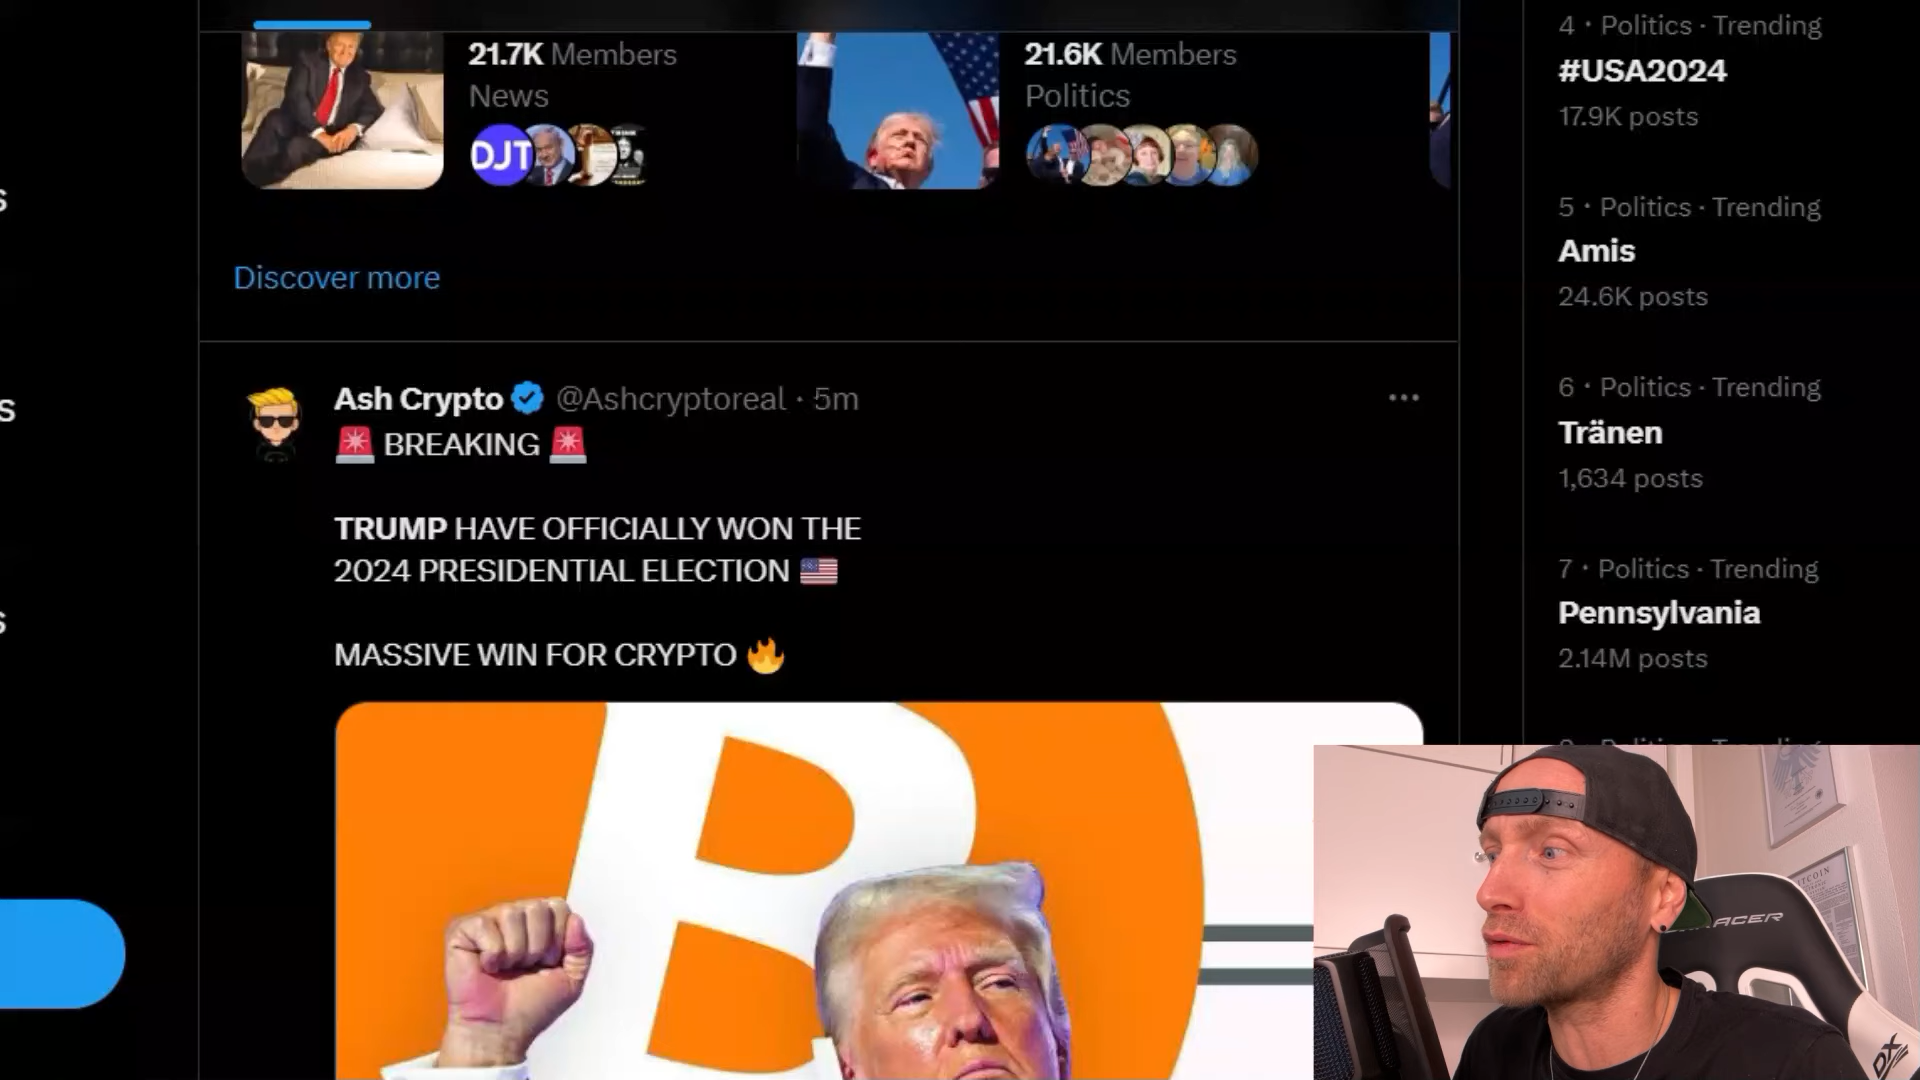 21.7K Members
News
DJT
21.6K Members
Politics
Discover more
Ash Crypto @Ashcryptoreal · 5m
🚨 BREAKING 🚨
TRUMP HAVE OFFICIALLY WON THE
2024 PRESIDENTIAL ELECTION 🇺🇸
MASSIVE WIN FOR CRYPTO 🔥
4 · Politics · Trending
#USA2024
17.9K posts
5 · Politics · Trending
Amis
24.6K posts
6 · Politics · Trending
Tränen
1,634 posts
7 · Politics · Trending
Pennsylvania
2.14M posts
ACER
DX